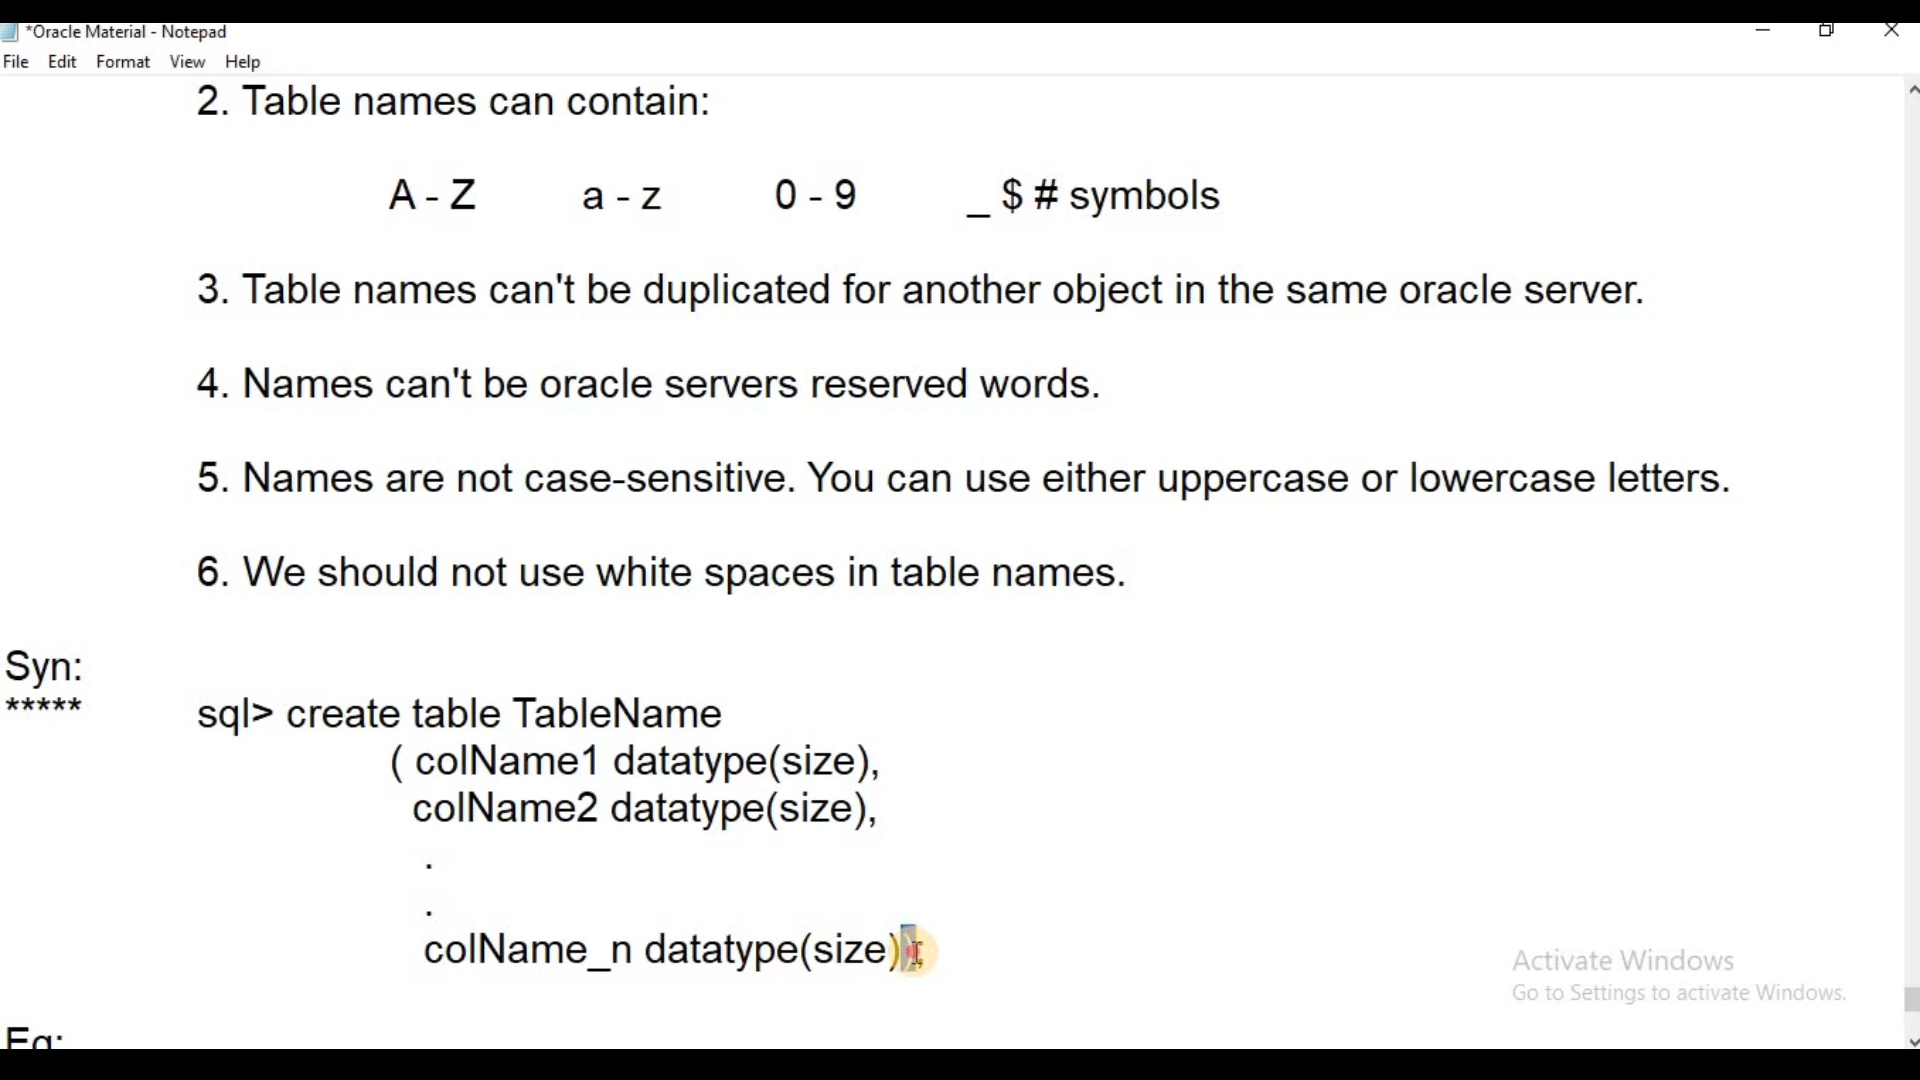 *Oracle Material - Notepad
File Edit Format View Help
2. Table names can contain:
A - Z a - z 0 - 9 _ $ # symbols
3. Table names can't be duplicated for another object in the same oracle server.
4. Names can't be oracle servers reserved words.
5. Names are not case-sensitive. You can use either uppercase or lowercase letters.
6. We should not use white spaces in table names.
Syn:
***** sql> create table TableName
( colName1 datatype(size),
colName2 datatype(size),
.
.
colName_n datatype(size));
Activate Windows
Go to Settings to activate Windows.
Eg: